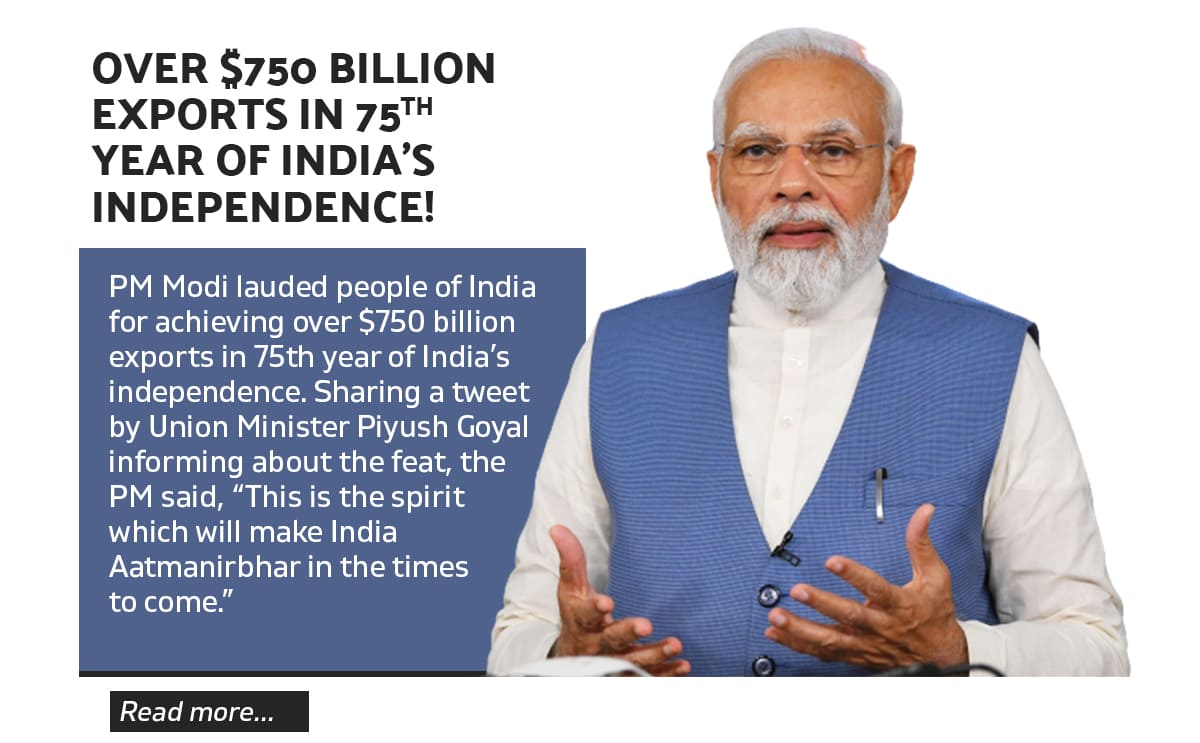 OVER $750 BILLION
EXPORTS IN 75TH
YEAR OF INDIA’S
INDEPENDENCE!
PM Modi lauded people of India
for achieving over $750 billion
exports in 75th year of India’s
independence. Sharing a tweet
by Union Minister Piyush Goyal
informing about the feat, the
PM said, “This is the spirit
which will make India
Aatmanirbhar in the times
to come.”
Read more...